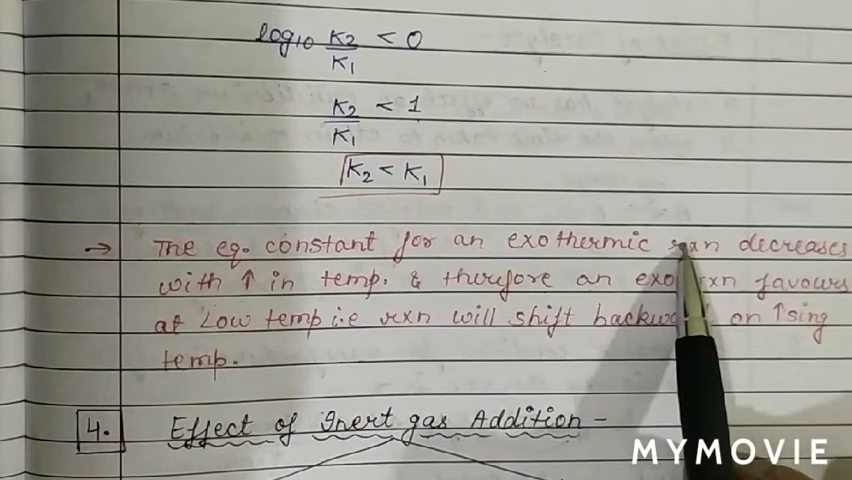 log10 K2/K1 < 0
K2/K1 < 1
K2 < K1
→ The eq. constant for an exothermic rxn decreases
with ↑ in temp. & therefore an exo rxn favours
at Low temp i.e rxn will shift backwa on ↑sing
temp.
4. Effect of Inert gas Addition -
MYMOVIE